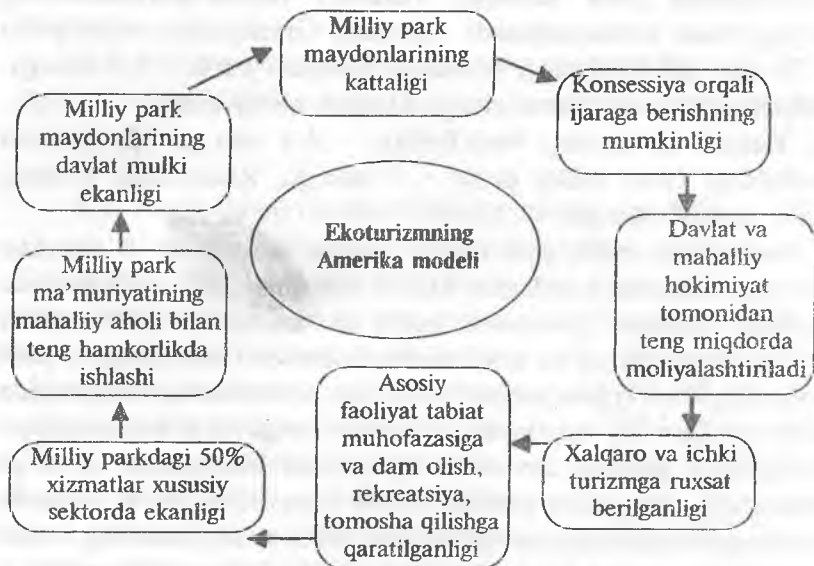 Milliy park
maydonlarining
kattaligi
Konsessiya orqali
ijaraga berishning
mumkinligi
Davlat va
mahalliy
hokimiyat
tomonidan
teng miqdorda
moliyalashtiriladi
Xalqaro va ichki
turizmga ruxsat
berilganligi
Asosiy
faoliyat tabiat
muhofazasiga
va dam olish,
rekreatsiya,
tomosha qilishga
qaratilganligi
Milliy parkdagi 50%
xizmatlar xususiy
sektorda ekanligi
Milliy park
ma’muriyatining
mahalliy aholi bilan
teng hamkorlikda
ishlashi
Milliy park
maydonlarining
davlat mulki
ekanligi
Ekoturizmning
Amerika modeli